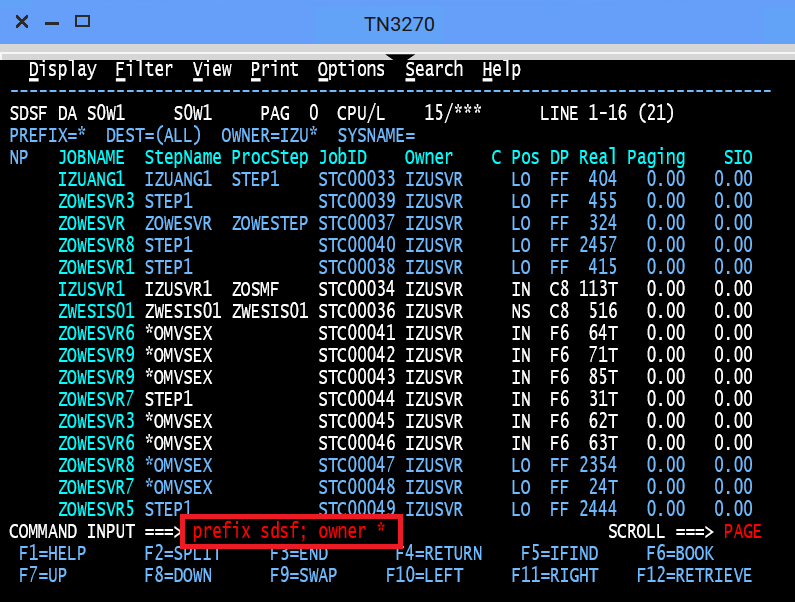 TN3270
Display Filter View Print Options Search Help
-------------------------------------------------------------------------------
SDSF DA S0W1 S0W1 PAG 0 CPU/L 15/*** LINE 1-16 (21)
PREFIX=* DEST=(ALL) OWNER=IZU* SYSNAME=
NP JOBNAME StepName ProcStep JobID Owner C Pos DP Real Paging SIO
IZUANG1 IZUANG1 STEP1 STC00033 IZUSVR LO FF 404 0.00 0.00
ZOWESVR3 STEP1 STC00039 IZUSVR LO FF 455 0.00 0.00
ZOWESVR ZOWESVR ZOWESTEP STC00037 IZUSVR LO FF 324 0.00 0.00
ZOWESVR8 STEP1 STC00040 IZUSVR LO FF 2457 0.00 0.00
ZOWESVR1 STEP1 STC00038 IZUSVR LO FF 415 0.00 0.00
IZUSVR1 IZUSVR1 ZOSMF STC00034 IZUSVR IN C8 113T 0.00 0.00
ZWESIS01 ZWESIS01 ZWESIS01 STC00036 IZUSVR NS C8 516 0.00 0.00
ZOWESVR6 *OMVSEX STC00041 IZUSVR IN F6 64T 0.00 0.00
ZOWESVR9 *OMVSEX STC00042 IZUSVR IN F6 71T 0.00 0.00
ZOWESVR9 *OMVSEX STC00043 IZUSVR IN F6 85T 0.00 0.00
ZOWESVR7 STEP1 STC00044 IZUSVR IN F6 31T 0.00 0.00
ZOWESVR3 *OMVSEX STC00045 IZUSVR IN F6 62T 0.00 0.00
ZOWESVR6 *OMVSEX STC00046 IZUSVR IN F6 63T 0.00 0.00
ZOWESVR8 *OMVSEX STC00047 IZUSVR LO FF 2354 0.00 0.00
ZOWESVR7 *OMVSEX STC00048 IZUSVR LO FF 24T 0.00 0.00
ZOWESVR5 STEP1 STC00049 IZUSVR LO FF 2444 0.00 0.00
COMMAND INPUT ===> prefix sdsf; owner * SCROLL ===> PAGE
F1=HELP F2=SPLIT F3=END F4=RETURN F5=IFIND F6=BOOK
F7=UP F8=DOWN F9=SWAP F10=LEFT F11=RIGHT F12=RETRIEVE